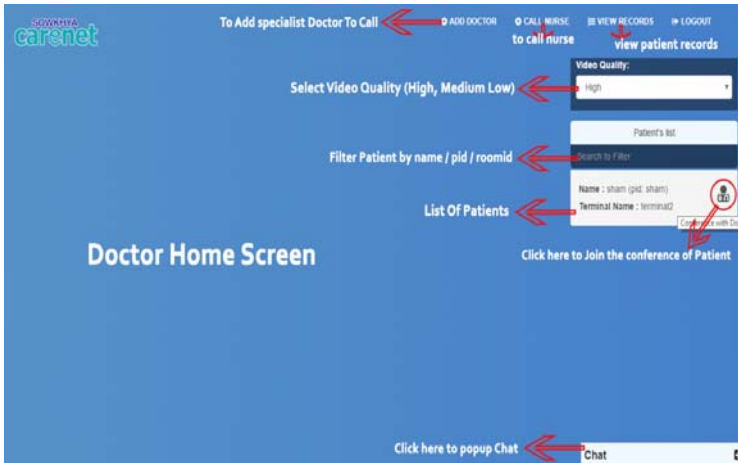 SOWKHYA
carenet
To Add specialist Doctor To Call
ADD DOCTOR
CALL NURSE
VIEW RECORDS
LOGOUT
to call nurse
view patient records
Video Quality:
High
Select Video Quality (High, Medium Low)
Patient's list
Search to Filter
Filter Patient by name / pid / roomid
Name : sham (pid: sham)
Terminal Name : terminal2
List Of Patients
Conference with Do
Doctor Home Screen
Click here to Join the conference of Patient
Click here to popup Chat
Chat